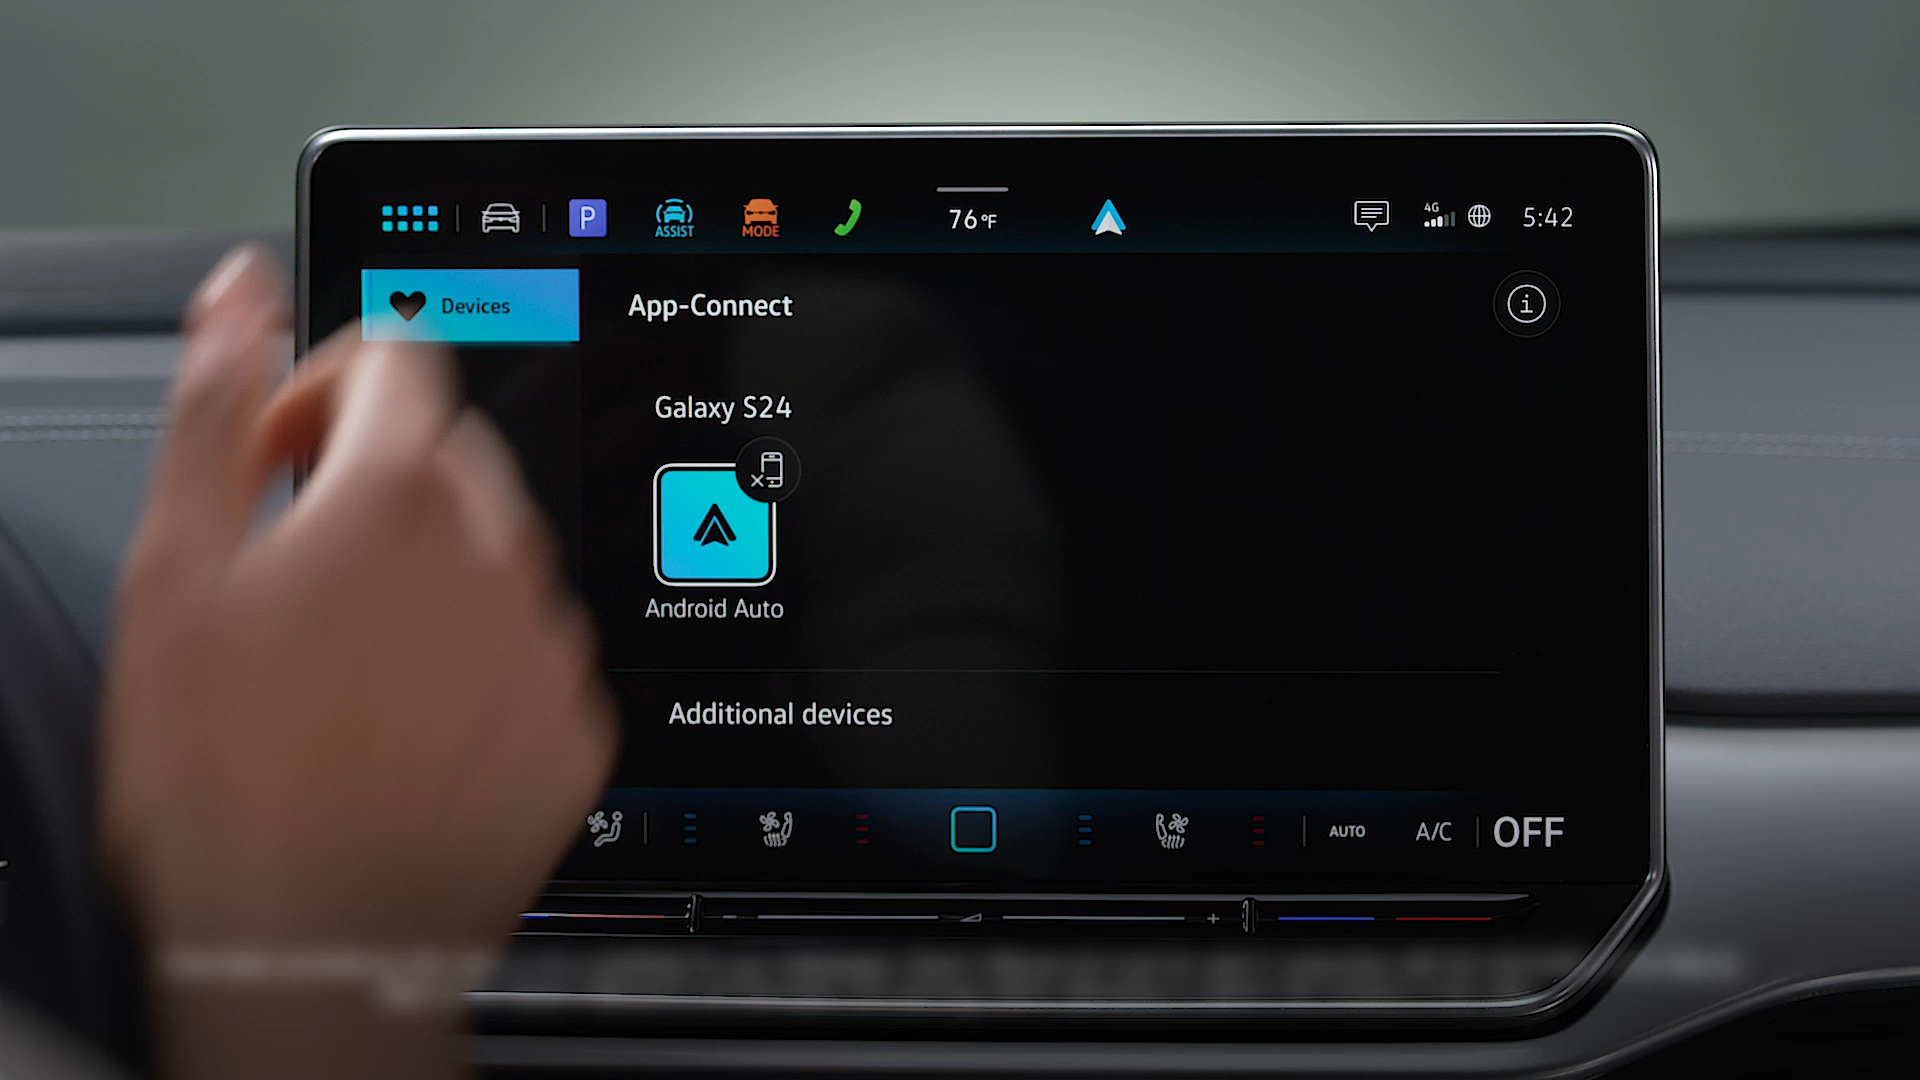 P
ASSIST
MODE
76 °F
4G
5:42
Devices
App-Connect
i
Galaxy S24
Android Auto
Additional devices
AUTO
A/C
OFF